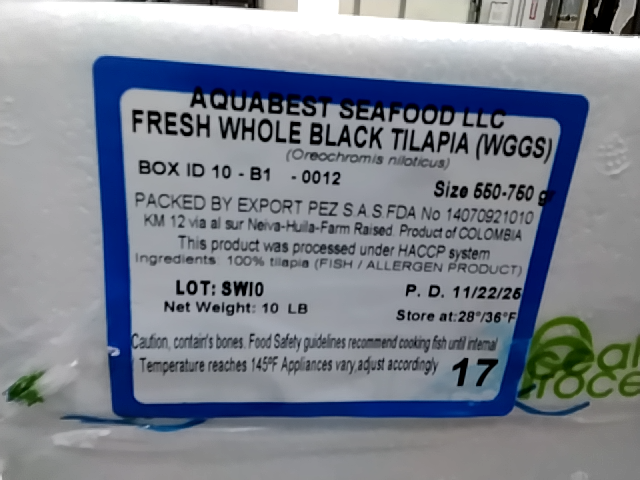 AQUABEST SEAFOOD LLC
FRESH WHOLE BLACK TILAPIA (WGGS)
(Oreochromis niloticus)
BOX ID 10 - B1 - 0012
Size 550-750 gr
PACKED BY EXPORT PEZ S.A.S.FDA No 14070921010
KM 12 via al sur Neiva-Huila-Farm Raised. Product of COLOMBIA
This product was processed under HACCP system
Ingredients: 100% tilapia (FISH / ALLERGEN PRODUCT)
LOT: SWI0
P. D. 11/22/25
Net Weight: 10 LB
Store at:28°/36°F
Caution, contain's bones. Food Safety guidelines recommend cooking fish until internal
Temperature reaches 145ºF Appliances vary,adjust accordingly
17